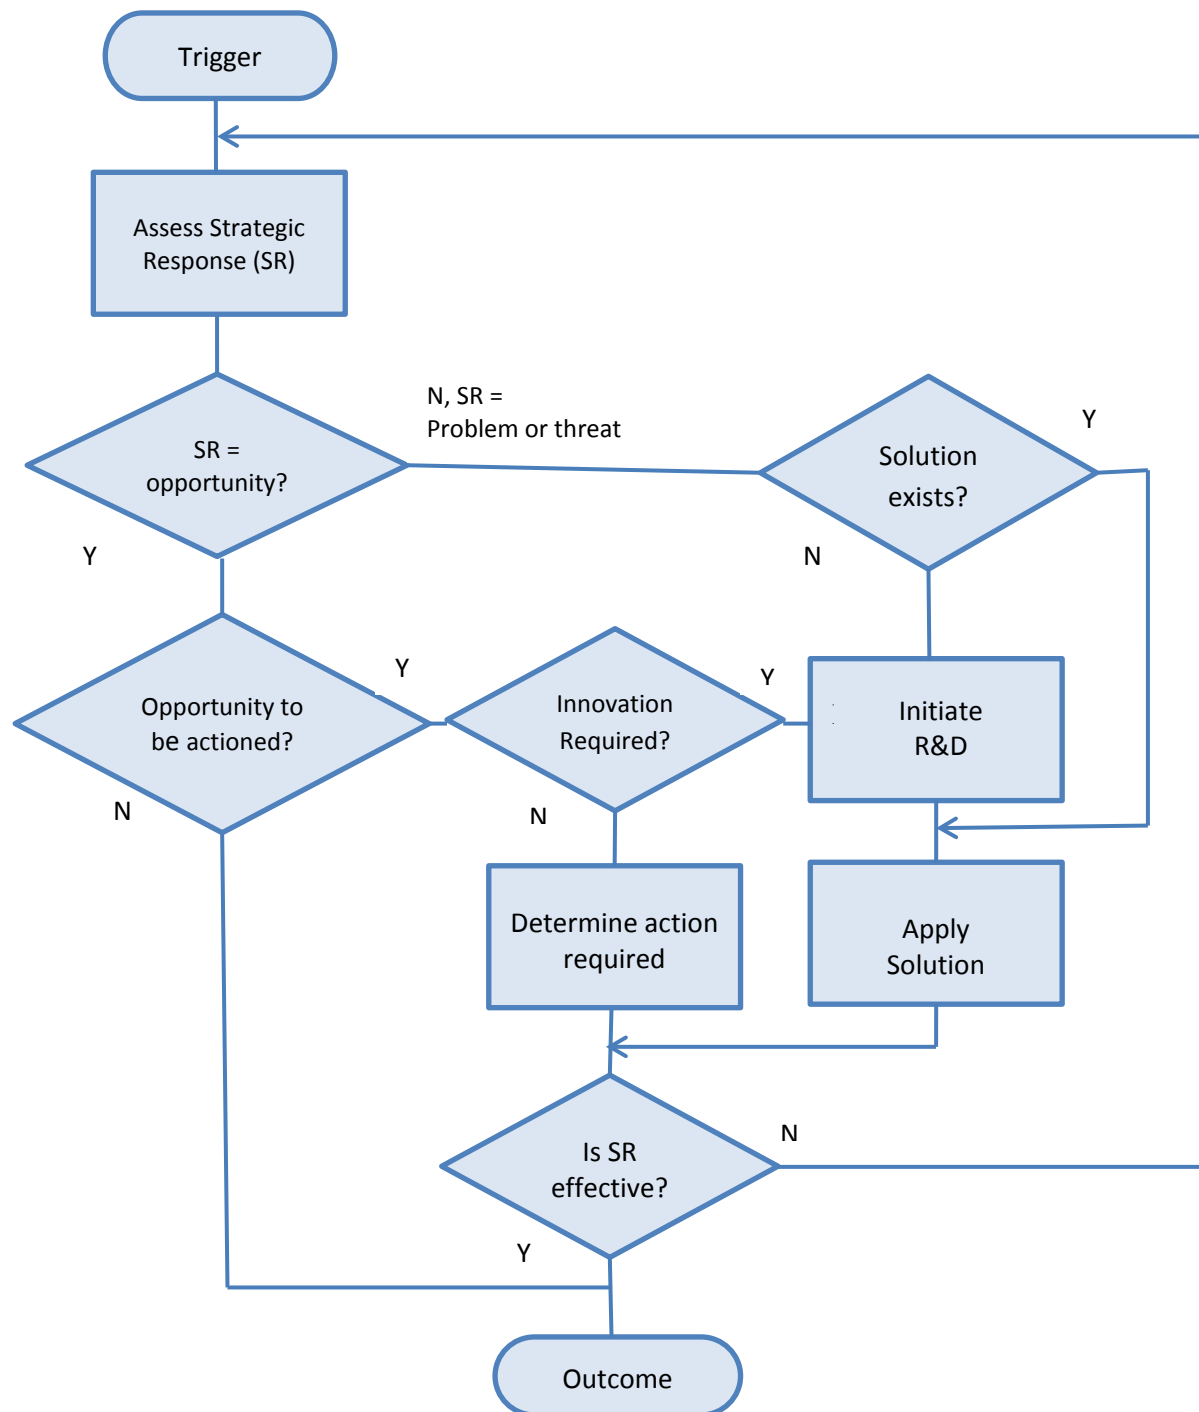 Trigger
Assess Strategic
Response (SR)
N, SR =
Problem or threat
Y
SR =
opportunity?
Solution
exists?
Y
N
Y
Y
Opportunity to
be actioned?
Innovation
Required?
Initiate
R&D
N
N
Determine action
required
Apply
Solution
N
Is SR
effective?
Y
Outcome